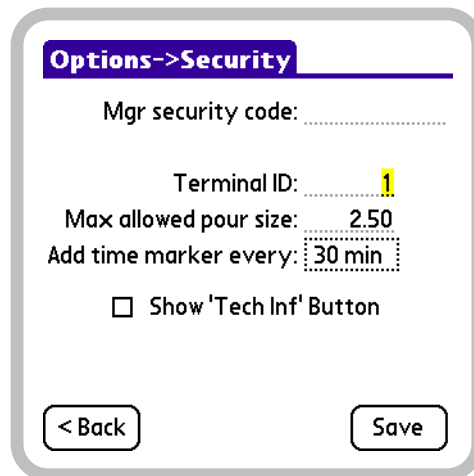 Options->Security
Mgr security code:
Terminal ID: 1
Max allowed pour size: 2.50
Add time marker every: 30 min
Show 'Tech Inf' Button
< Back Save